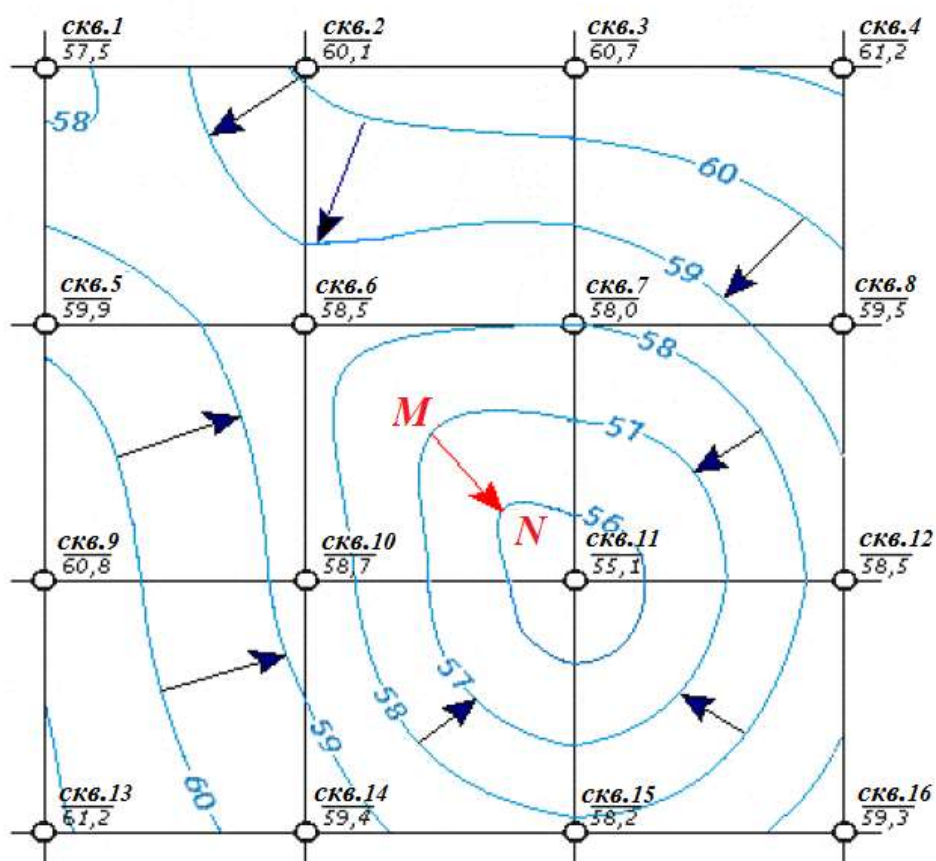 скв.1 скв.2 скв.3 скв.4
57,5 60,1 60,7 61,2
58
60
59
скв.5 скв.6 скв.7 скв.8
59,9 58,5 58,0 59,5
58
M
57
N 56
скв.9 скв.10 скв.11 скв.12
60,8 58,7 55,1 58,5
57
58
59
60
скв.13 скв.14 скв.15 скв.16
61,2 59,4 58,2 59,3